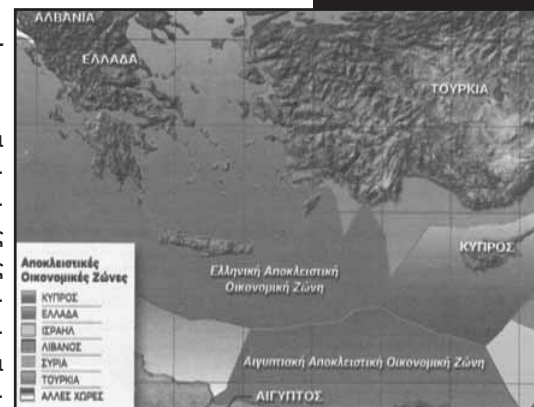 ΑΛΒΑΝΙΑ
ΕΛΛΑΔΑ
ΤΟΥΡΚΙΑ
ΚΥΠΡΟΣ
Ελληνική Αποκλειστική
Οικονομική Ζώνη
Αιγυπτιακή Αποκλειστική Οικονομική Ζώνη
ΑΙΓΥΠΤΟΣ
Αποκλειστικές
Οικονομικές Ζώνες
ΚΥΠΡΟΣ
ΕΛΛΑΔΑ
ΙΣΡΑΗΛ
ΛΙΒΑΝΟΣ
ΣΥΡΙΑ
ΤΟΥΡΚΙΑ
ΑΛΛΕΣ ΧΩΡΕΣ